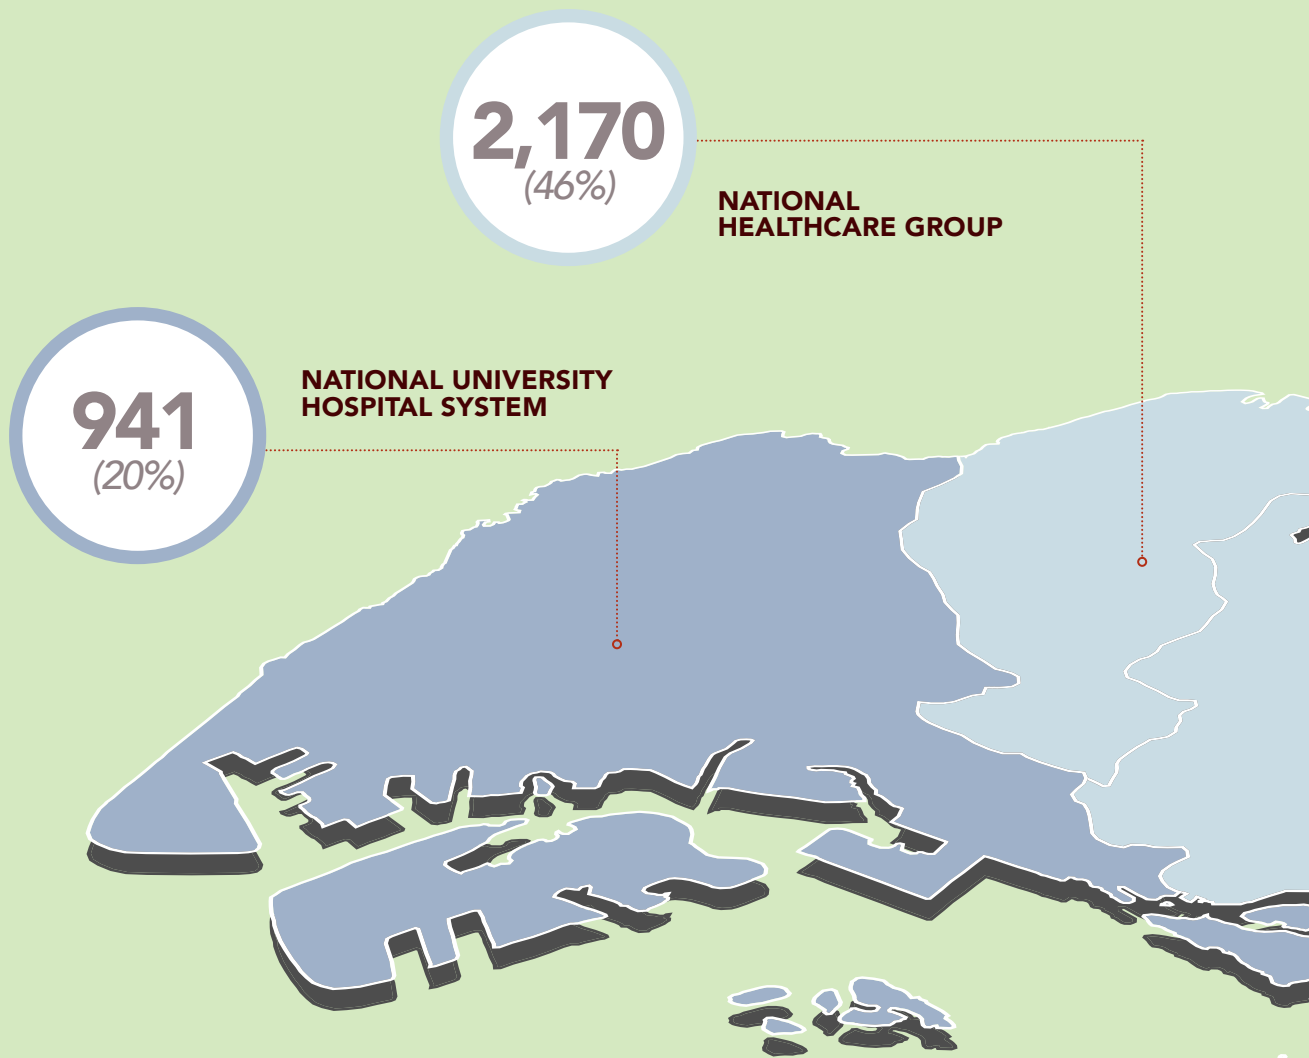 2,170
(46%)
NATIONAL
HEALTHCARE GROUP
941
(20%)
NATIONAL UNIVERSITY
HOSPITAL SYSTEM